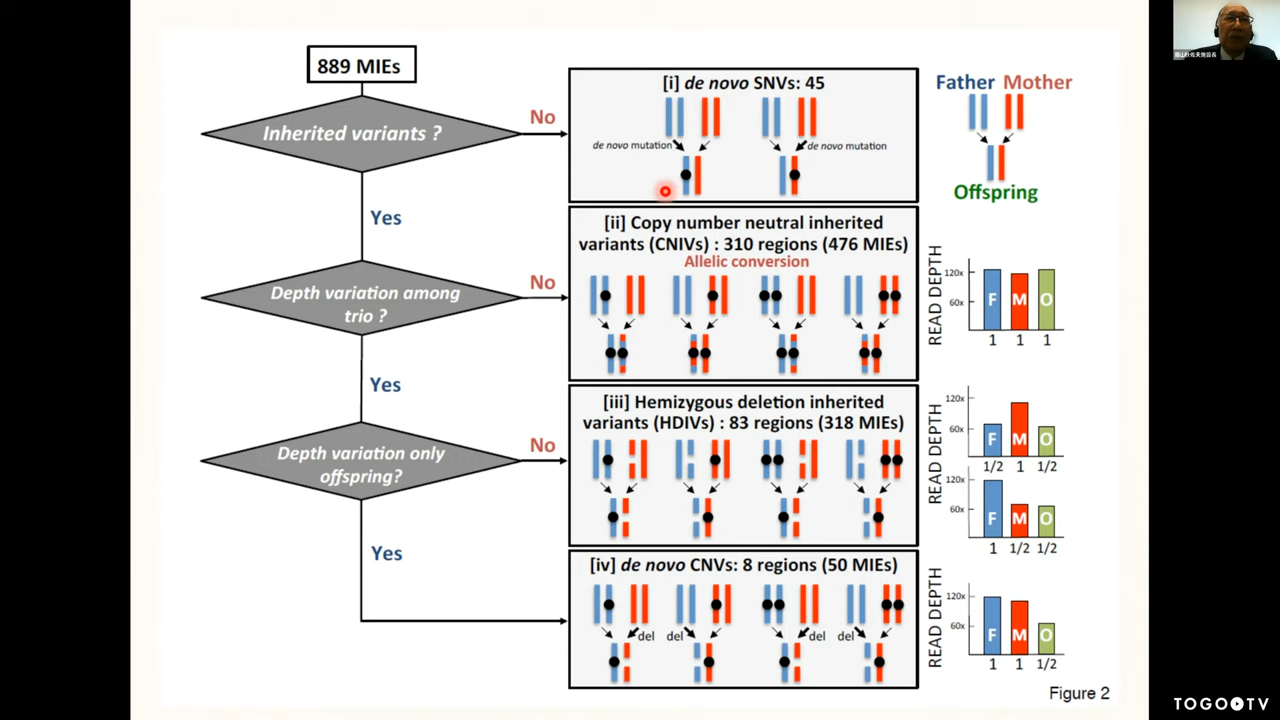 889 MIEs
Inherited variants ?
No
Yes
Depth variation among
trio ?
No
Yes
Depth variation only
offspring?
No
Yes
[i] de novo SNVs: 45
de novo mutation
de novo mutation
[ii] Copy number neutral inherited
variants (CNIVs) : 310 regions (476 MIEs)
Allelic conversion
[iii] Hemizygous deletion inherited
variants (HDIVs) : 83 regions (318 MIEs)
[iv] de novo CNVs: 8 regions (50 MIEs)
del
del
del
del
Father Mother
Offspring
READ DEPTH
120x
60x
F M O
1 1 1
READ DEPTH
120x
60x
F M O
1/2 1 1/2
120x
60x
F M O
1 1/2 1/2
READ DEPTH
120x
60x
F M O
1 1 1/2
Figure 2
TOGO TV